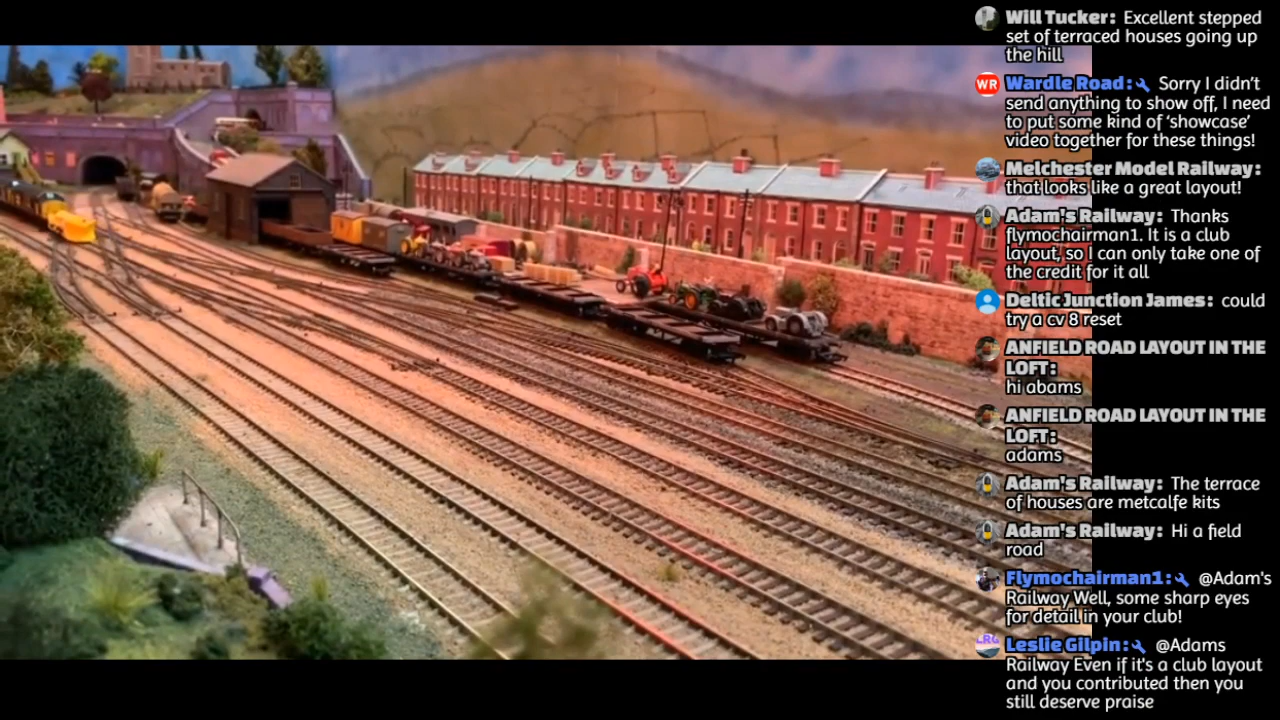 Will Tucker: Excellent stepped
set of terraced houses going up
the hill
WR
Wardle Road: Sorry I didn't
send anything to show off, I need
to put some kind of 'showcase'
video together for these things!
Melchester Model Railway:
that looks like a great layout!
Adam's Railway: Thanks
flymochairman1. It is a club
layout, so I can only take one of
the credit for it all
Deltic Junction James: could
try a cv 8 reset
ANFIELD ROAD LAYOUT IN THE
LOFT:
hi abams
ANFIELD ROAD LAYOUT IN THE
LOFT:
adams
Adam's Railway: The terrace
of houses are metcalfe kits
Adam's Railway: Hi a field
road
Flymochairman1: @Adam's
Railway Well, some sharp eyes
for detail in your club!
LRG
Leslie Gilpin: @Adams
Railway Even if it's a club layout
and you contributed then you
still deserve praise